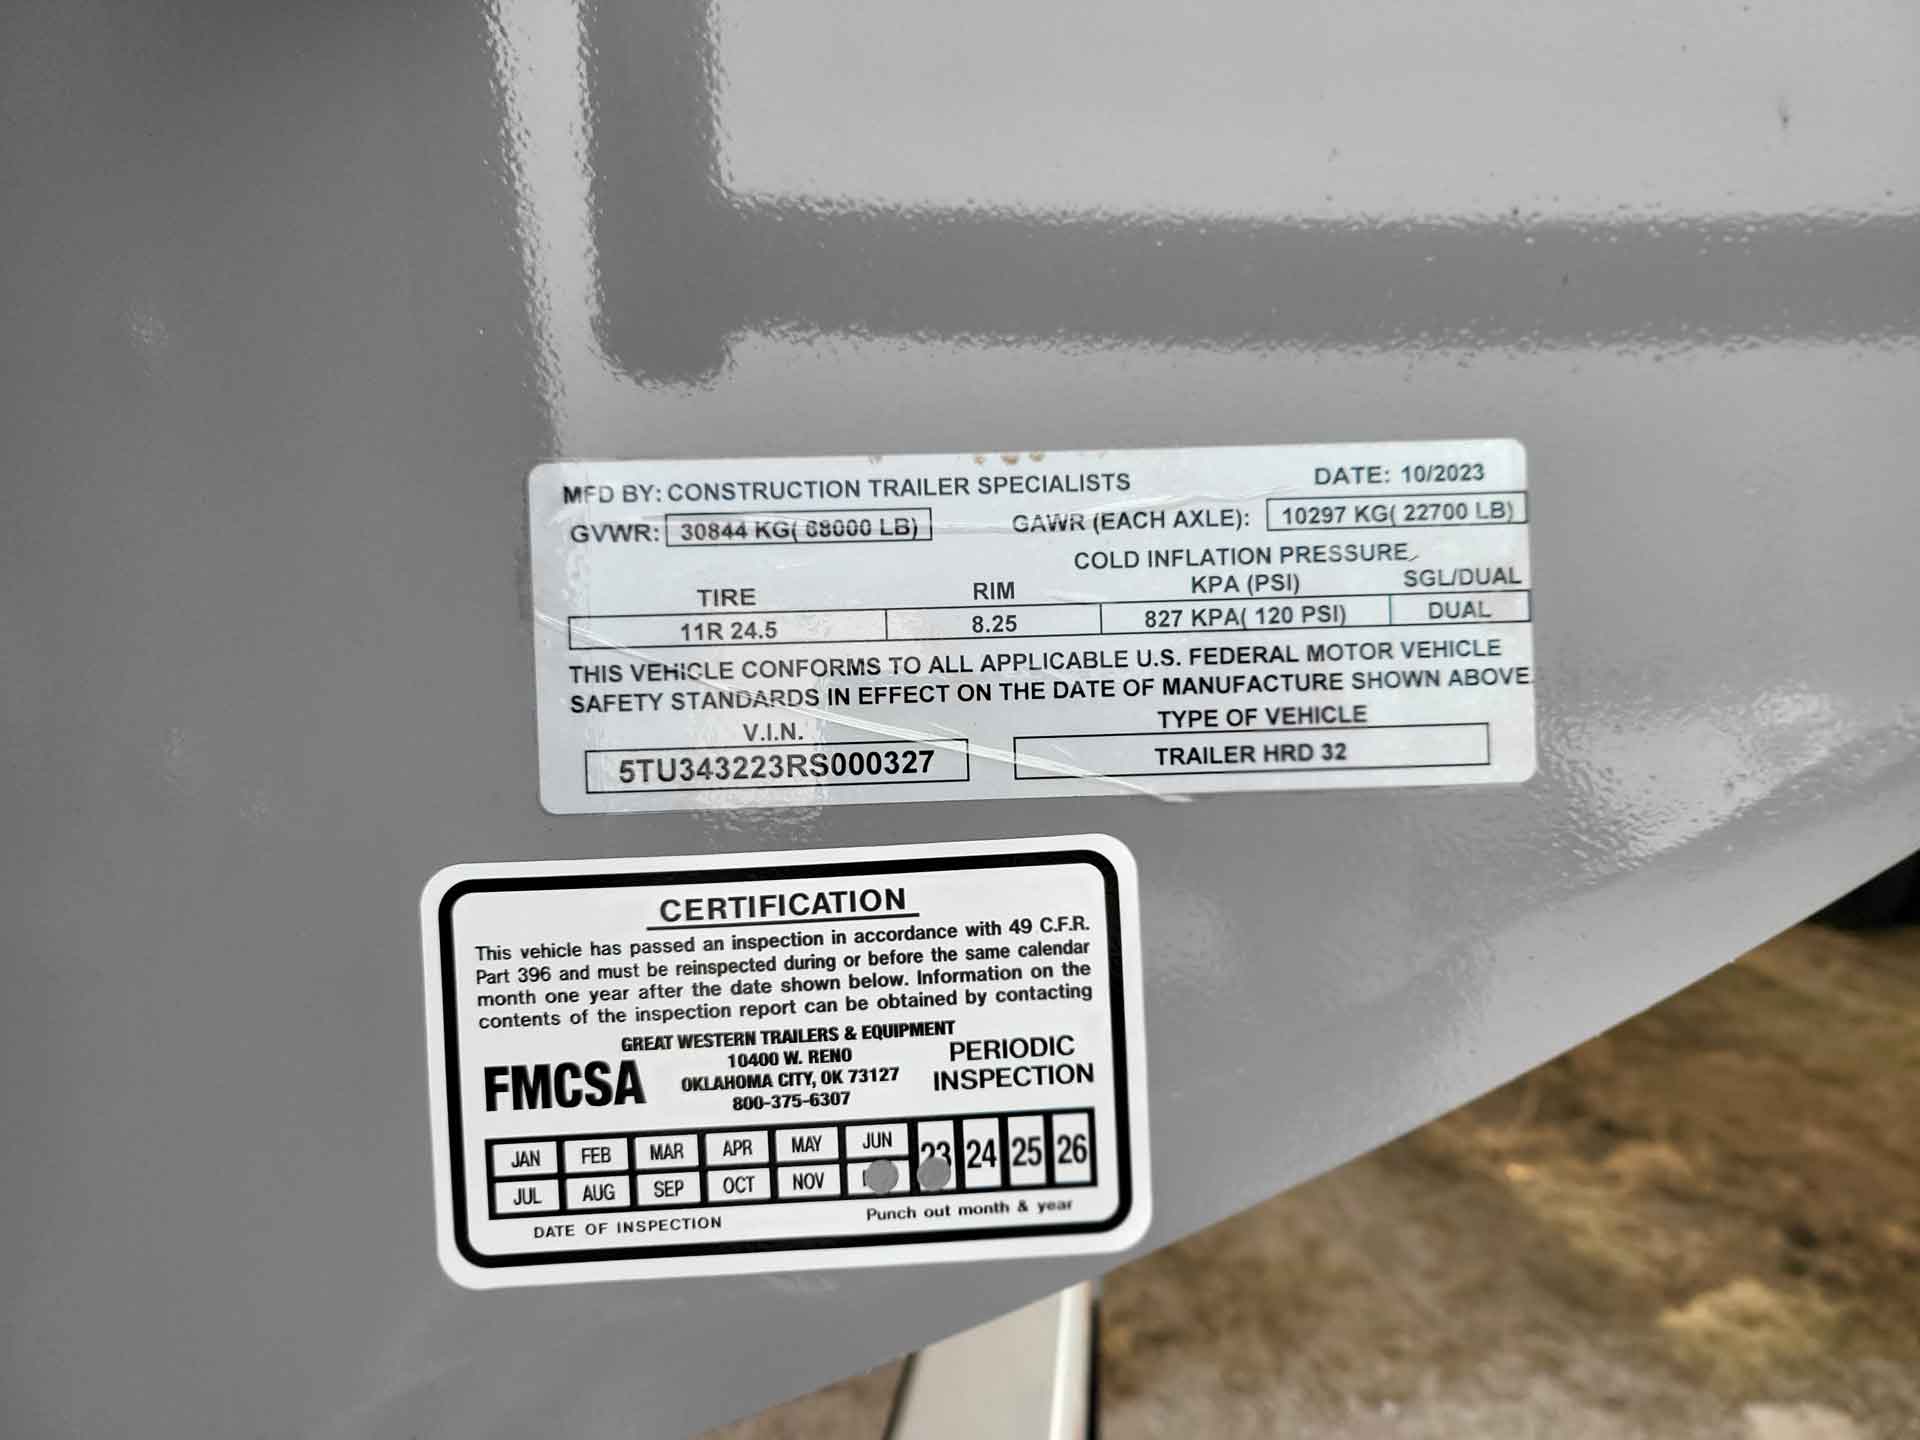 MFD BY: CONSTRUCTION TRAILER SPECIALISTS DATE: 10/2023
GVWR: 30844 KG( 68000 LB) GAWR (EACH AXLE): 10297 KG( 22700 LB)
COLD INFLATION PRESSURE
TIRE RIM KPA (PSI) SGL/DUAL
11R 24.5 8.25 827 KPA( 120 PSI) DUAL
THIS VEHICLE CONFORMS TO ALL APPLICABLE U.S. FEDERAL MOTOR VEHICLE
SAFETY STANDARDS IN EFFECT ON THE DATE OF MANUFACTURE SHOWN ABOVE.
V.I.N. TYPE OF VEHICLE
5TU343223RS000327 TRAILER HRD 32
CERTIFICATION
This vehicle has passed an inspection in accordance with 49 C.F.R.
Part 396 and must be reinspected during or before the same calendar
month one year after the date shown below. Information on the
contents of the inspection report can be obtained by contacting
GREAT WESTERN TRAILERS & EQUIPMENT
10400 W. RENO
OKLAHOMA CITY, OK 73127
800-375-6307
FMCSA
PERIODIC
INSPECTION
JAN FEB MAR APR MAY JUN 23 24 25 26
JUL AUG SEP OCT NOV
DATE OF INSPECTION Punch out month & year